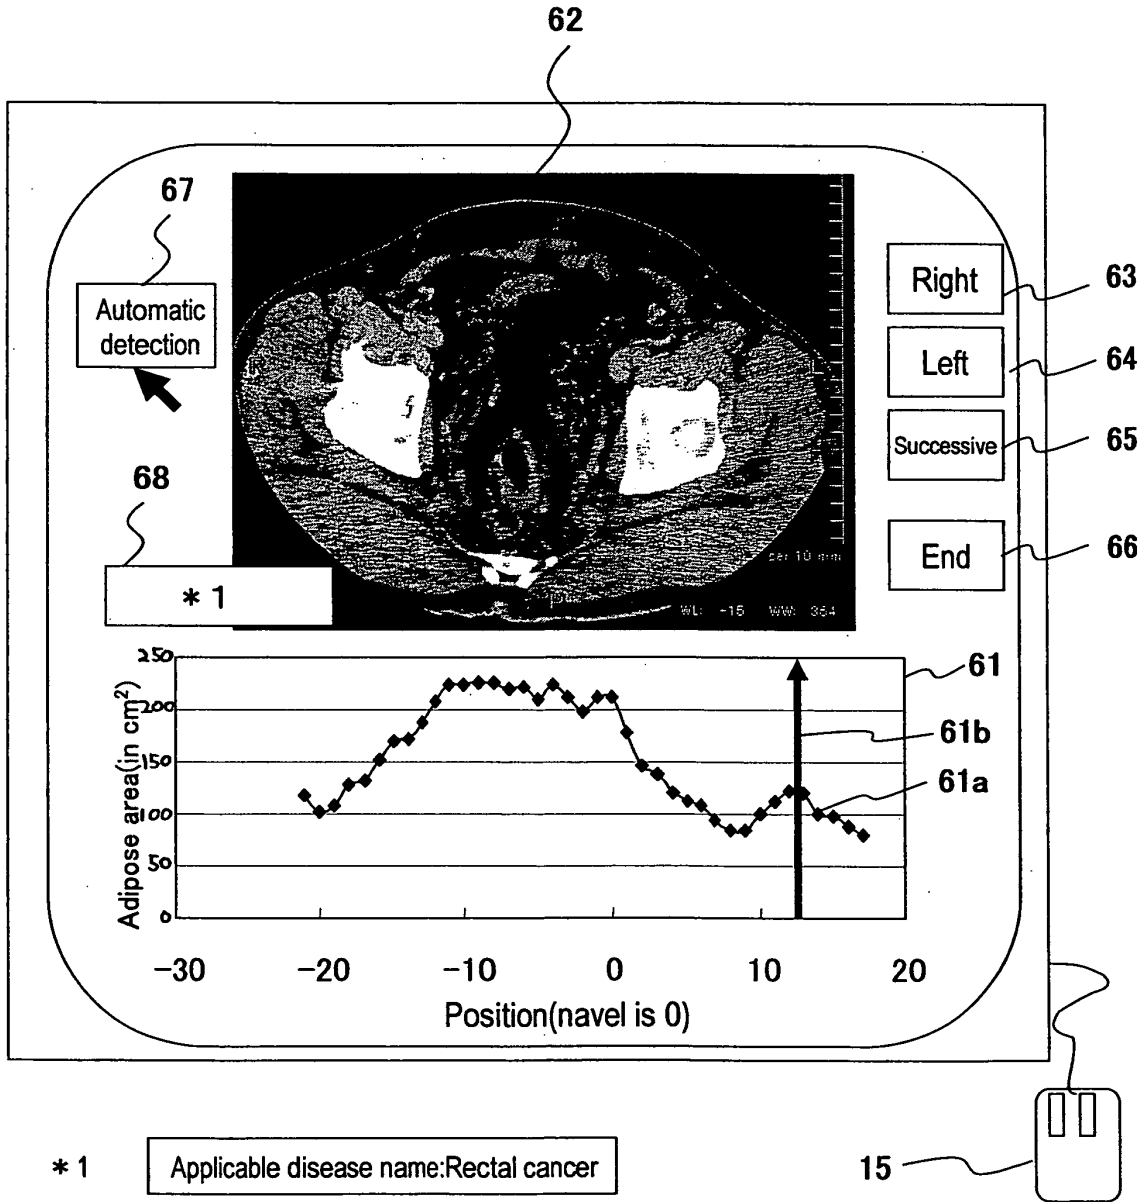 62
67
Automatic
detection
Right
63
Left
64
Successive
65
68
End
66
per 10 mm
* 1
WL: -15 WW: 364
250
200
150
100
50
0
Adipose area(in cm²)
61
61b
61a
-30 -20 -10 0 10 20
Position(navel is 0)
* 1 Applicable disease name:Rectal cancer
15